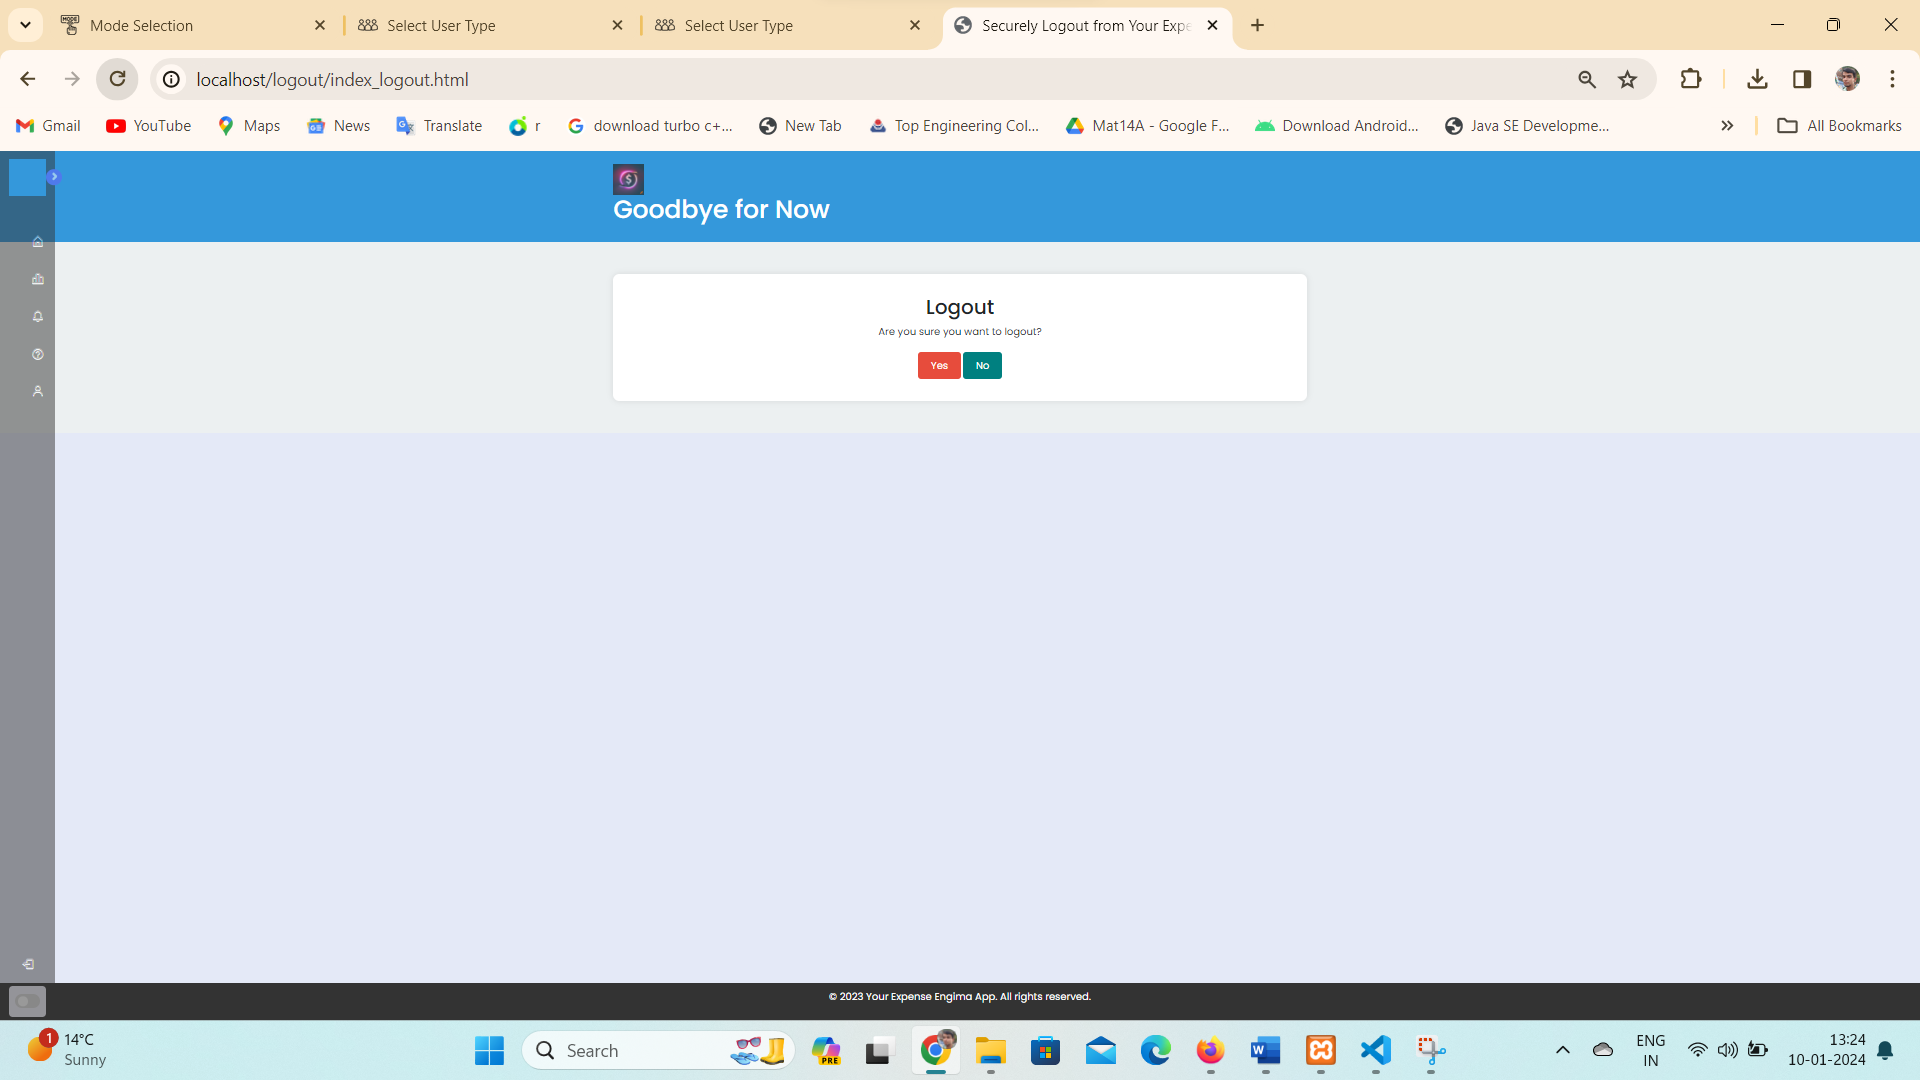 Mode Selection
Select User Type
Select User Type
Securely Logout from Your Expe
localhost/logout/index_logout.html
Gmail
YouTube
Maps
News
Translate
r
download turbo c+...
New Tab
Top Engineering Col...
Mat14A - Google F...
Download Android...
Java SE Developme...
All Bookmarks
Goodbye for Now
Logout
Are you sure you want to logout?
Yes No
© 2023 Your Expense Engima App. All rights reserved.
1
14°C
Sunny
Search
PRE
ENG
IN
13:24
10-01-2024